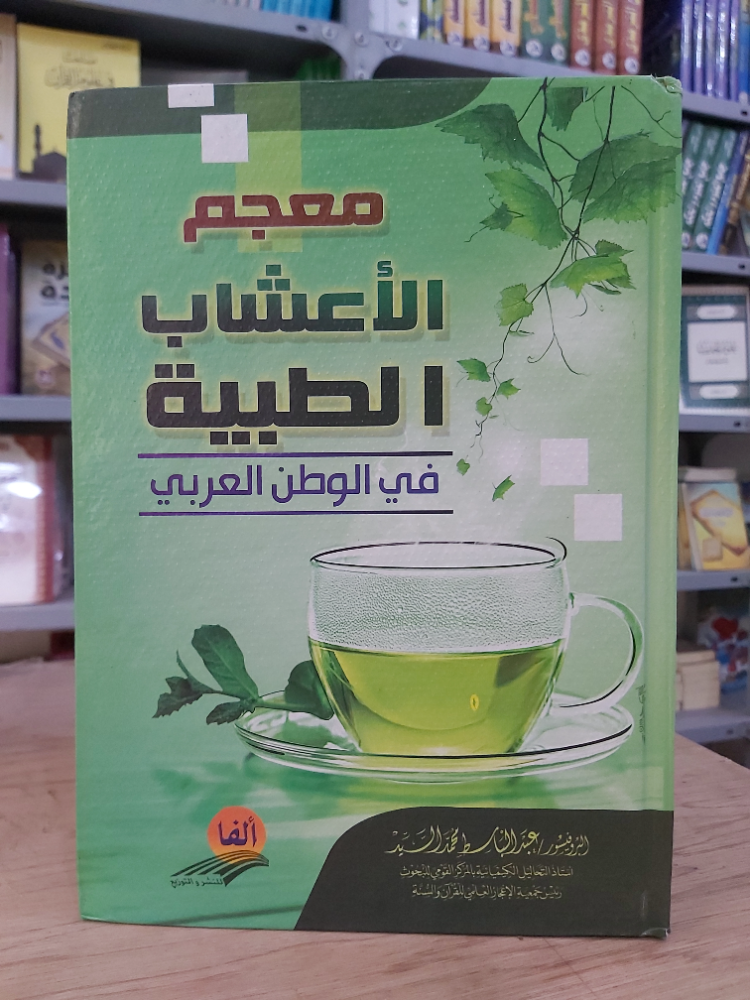 معجم
الأعشاب
الطبية
في الوطن العربي
البروفيسور/عبد الباسط محمد السيد
أستاذ التحاليل الكيميائية بالمركز القومي للبحوث
رئيس جمعية الإعجاز العلمي للقرآن والسنة
ألفا
للنشر والتوزيع